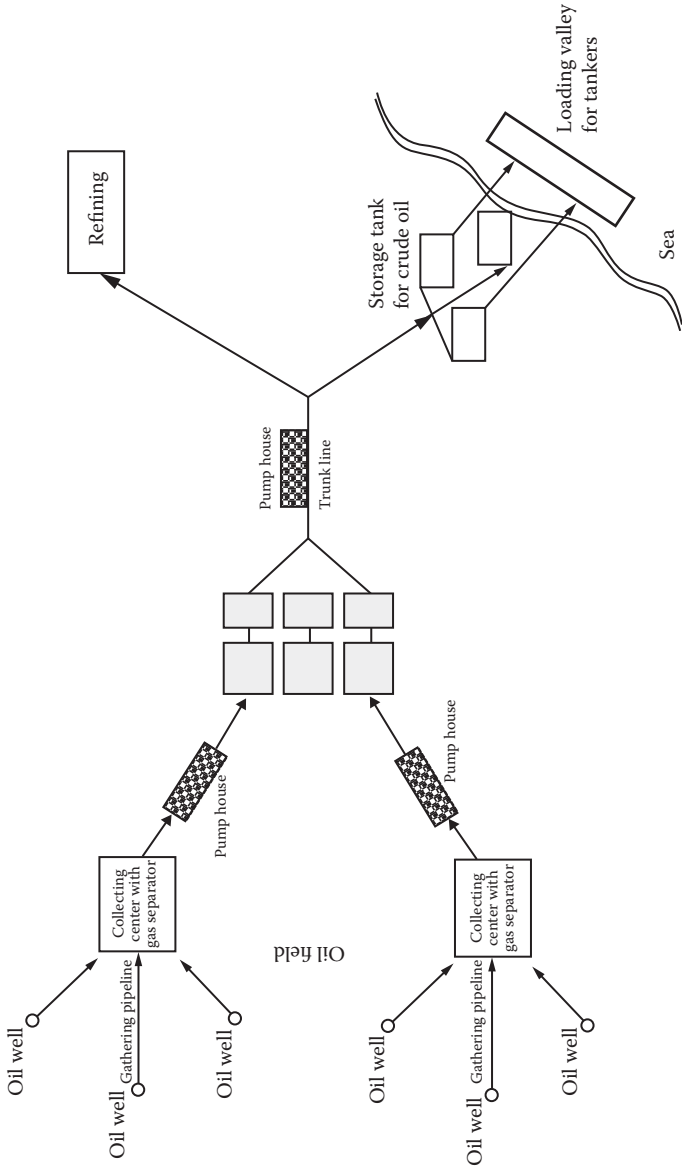 Oil well
Gathering pipeline
Oil well
Oil well
Collecting
center with
gas separator
Pump house
Oil field
Oil well
Gathering pipeline
Oil well
Oil well
Collecting
center with
gas separator
Pump house
Pump house
Trunk line
Refining
Storage tank
for crude oil
Loading valley
for tankers
Sea